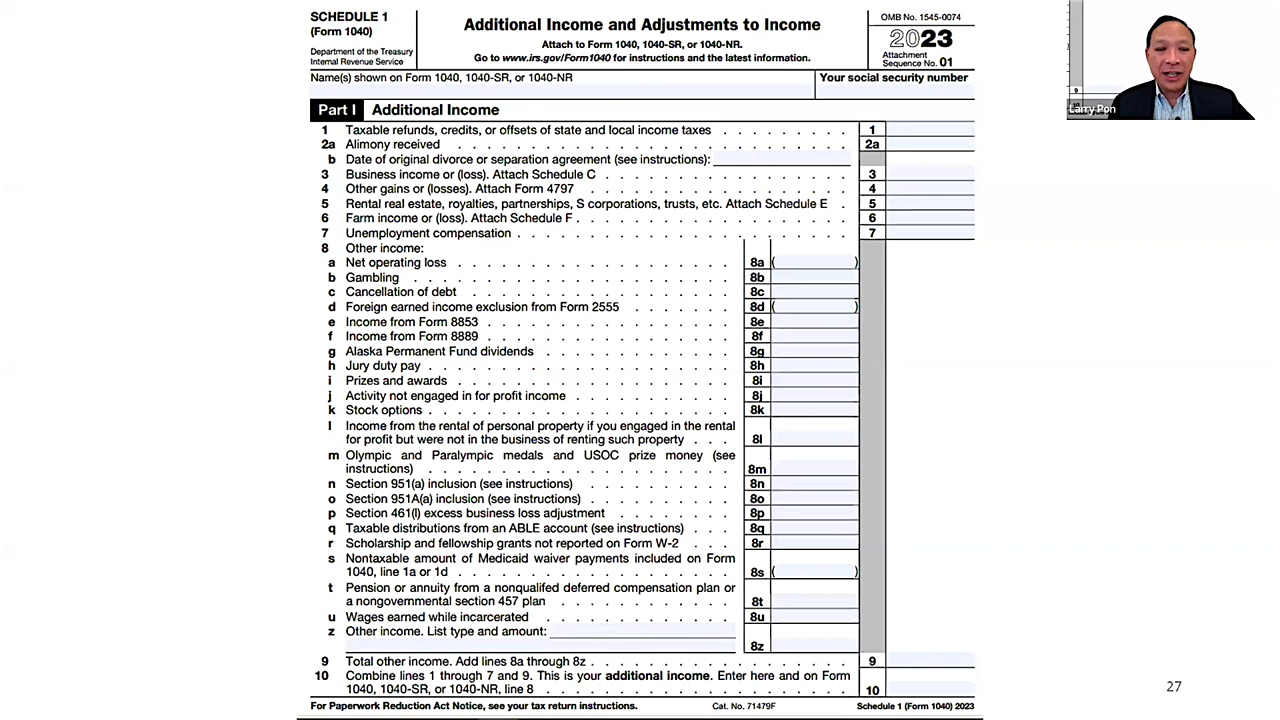 SCHEDULE 1
(Form 1040)
Department of the Treasury
Internal Revenue Service
Additional Income and Adjustments to Income
Attach to Form 1040, 1040-SR, or 1040-NR.
Go to www.irs.gov/Form1040 for instructions and the latest information.
OMB No. 1545-0074
2023
Attachment
Sequence No. 01
Name(s) shown on Form 1040, 1040-SR, or 1040-NR
Your social security number
Part I Additional Income
1 Taxable refunds, credits, or offsets of state and local income taxes . . . . . . . . . 1
2a Alimony received . . . . . . . . . . . . . . . . . . . . . . . . . . 2a
b Date of original divorce or separation agreement (see instructions):
3 Business income or (loss). Attach Schedule C . . . . . . . . . . . . . . . . . 3
4 Other gains or (losses). Attach Form 4797 . . . . . . . . . . . . . . . . . . 4
5 Rental real estate, royalties, partnerships, S corporations, trusts, etc. Attach Schedule E . 5
6 Farm income or (loss). Attach Schedule F . . . . . . . . . . . . . . . . . . . 6
7 Unemployment compensation . . . . . . . . . . . . . . . . . . . . . . . 7
8 Other income:
a Net operating loss . . . . . . . . . . . . . . . . . . . 8a ( )
b Gambling . . . . . . . . . . . . . . . . . . . . . . 8b
c Cancellation of debt . . . . . . . . . . . . . . . . . . 8c
d Foreign earned income exclusion from Form 2555 . . . . . . . 8d ( )
e Income from Form 8853 . . . . . . . . . . . . . . . . . 8e
f Income from Form 8889 . . . . . . . . . . . . . . . . . 8f
g Alaska Permanent Fund dividends . . . . . . . . . . . . . 8g
h Jury duty pay . . . . . . . . . . . . . . . . . . . . . 8h
i Prizes and awards . . . . . . . . . . . . . . . . . . . 8i
j Activity not engaged in for profit income . . . . . . . . . . . 8j
k Stock options . . . . . . . . . . . . . . . . . . . . . 8k
l Income from the rental of personal property if you engaged in the rental
for profit but were not in the business of renting such property . . . 8l
m Olympic and Paralympic medals and USOC prize money (see
instructions) . . . . . . . . . . . . . . . . . . . . . 8m
n Section 951(a) inclusion (see instructions) . . . . . . . . . . 8n
o Section 951A(a) inclusion (see instructions) . . . . . . . . . . 8o
p Section 461(l) excess business loss adjustment . . . . . . . . 8p
q Taxable distributions from an ABLE account (see instructions) . . . 8q
r Scholarship and fellowship grants not reported on Form W-2 . . . 8r
s Nontaxable amount of Medicaid waiver payments included on Form
1040, line 1a or 1d . . . . . . . . . . . . . . . . . . . 8s ( )
t Pension or annuity from a nonqualifed deferred compensation plan or
a nongovernmental section 457 plan . . . . . . . . . . . . 8t
u Wages earned while incarcerated . . . . . . . . . . . . . 8u
z Other income. List type and amount:
8z
9 Total other income. Add lines 8a through 8z . . . . . . . . . . . . . . . . . . 9
10 Combine lines 1 through 7 and 9. This is your additional income. Enter here and on Form
1040, 1040-SR, or 1040-NR, line 8 . . . . . . . . . . . . . . . . . . . . . 10
For Paperwork Reduction Act Notice, see your tax return instructions.
Cat. No. 71479F
Schedule 1 (Form 1040) 2023
9
Larry Pon
27